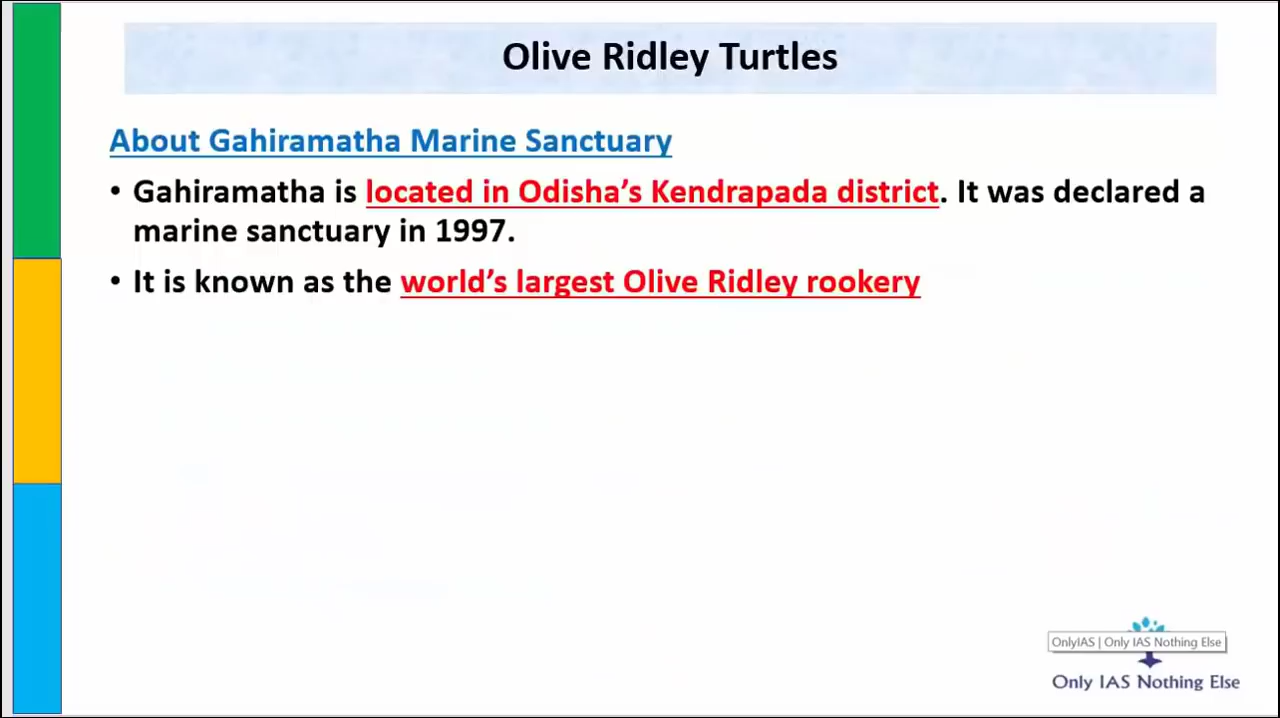 Olive Ridley Turtles
About Gahiramatha Marine Sanctuary
• Gahiramatha is located in Odisha’s Kendrapada district. It was declared a
marine sanctuary in 1997.
• It is known as the world’s largest Olive Ridley rookery
OnlyIAS | Only IAS Nothing Else
Only IAS Nothing Else